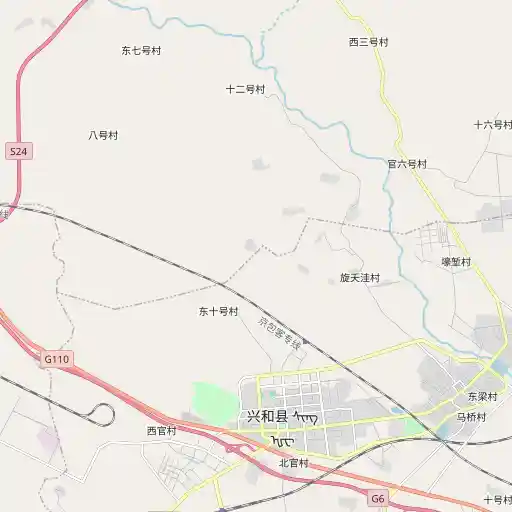 西三号村
东七号村
十二号村
十六号村
八号村
S24
官六号村
线
嚎堑村
旋夭洼村
东十号村
京包客专线
G110
东梁村
兴和县
马桥村
西官村
北官村
G6
十号村